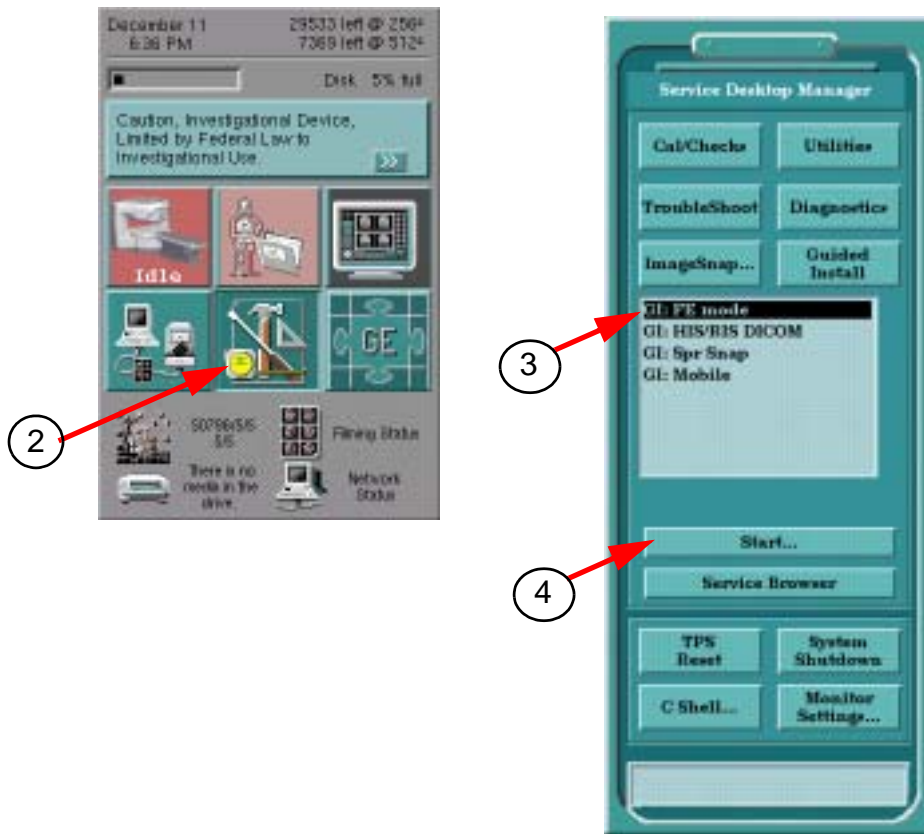 December 11
6:36 PM
29533 left @ 256²
7369 left @ 512²
Disk 5% full
Caution, Investigational Device,
Limited by Federal Law to
Investigational Use.
>>
Idle
GE
5/5
Filming Status
There is no
media in the
drive.
Network
Status
2
Service Desktop Manager
Cal/Checks
Utilities
TroubleShoot
Diagnostics
ImageSnap...
Guided
Install
GI: FE mode
GI: HIS/RIS DICOM
GI: Spr Snap
GI: Mobile
3
Start...
4
Service Browser
TPS
Reset
System
Shutdown
C Shell...
Monitor
Settings...